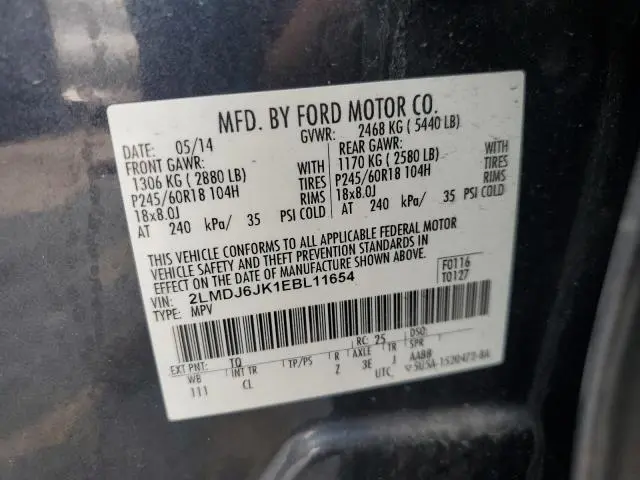 MFD. BY FORD MOTOR CO.
DATE: 05/14 GVWR: 2468 KG ( 5440 LB)
FRONT GAWR: REAR GAWR:
1306 KG ( 2880 LB) WITH 1170 KG ( 2580 LB) WITH
P245/60R18 104H TIRES P245/60R18 104H TIRES
18x8.0J RIMS 18x8.0J RIMS
AT 240 kPa/ 35 PSI COLD AT 240 kPa/ 35 PSI COLD
THIS VEHICLE CONFORMS TO ALL APPLICABLE FEDERAL MOTOR
VEHICLE SAFETY AND THEFT PREVENTION STANDARDS IN
EFFECT ON THE DATE OF MANUFACTURE SHOWN ABOVE.
VIN: 2LMDJ6JK1EBL11654 F0116
TYPE: MPV T0127
EXT PNT: TQ RC: 25 DSO:
WB INT TR TP/PS R AXLE TR SPR
111 CL 2 3E J AABB
UTC 5U5A-1520472-BA